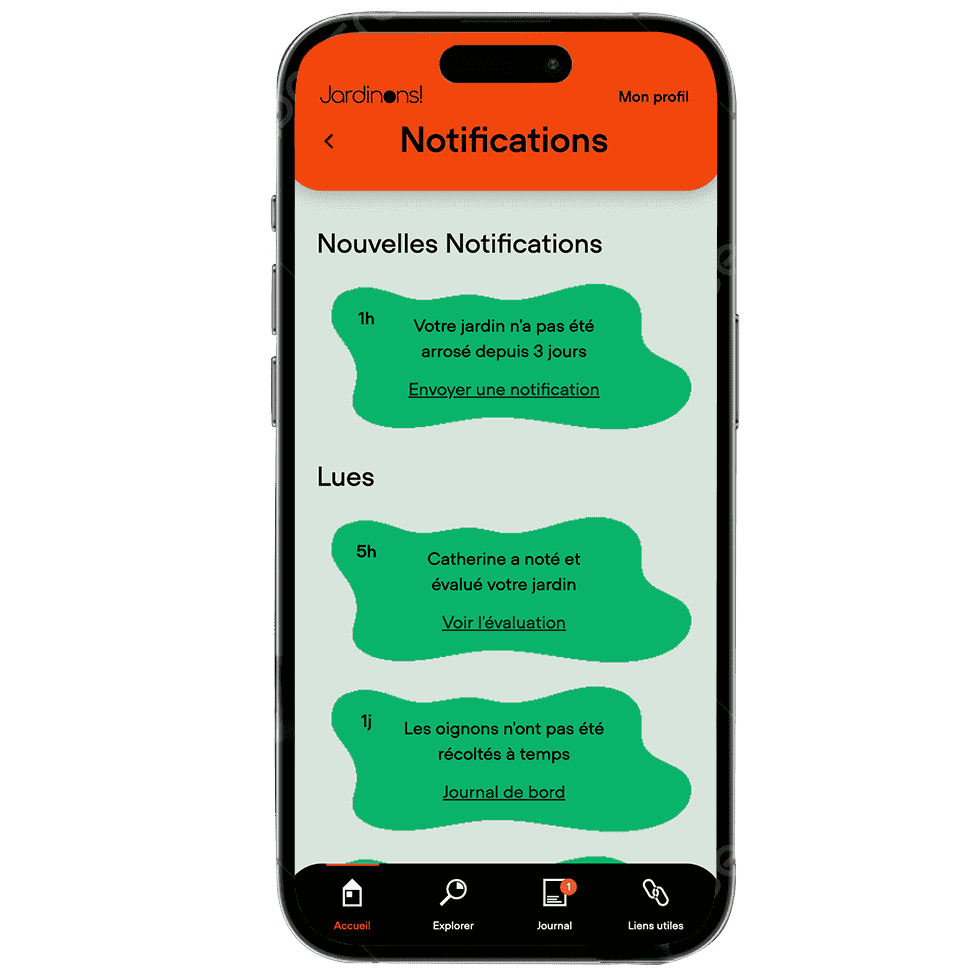 Jardinons!
Mon profil
Notifications
Nouvelles Notifications
1h
Votre jardin n'a pas été
arrosé depuis 3 jours
Envoyer une notification
Lues
5h
Catherine a noté et
évalué votre jardin
Voir l'évaluation
1j
Les oignons n'ont pas été
récoltés à temps
Journal de bord
1
Accueil
Explorer
Journal
Liens utiles